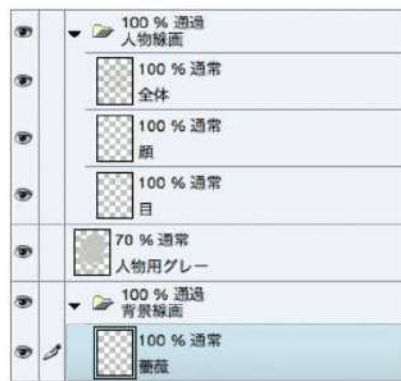 100 % 通過
人物線画
100 % 通常
全体
100 % 通常
顔
100 % 通常
目
70 % 通常
人物用グレー
100 % 通過
背景線画
100 % 通常
薔薇